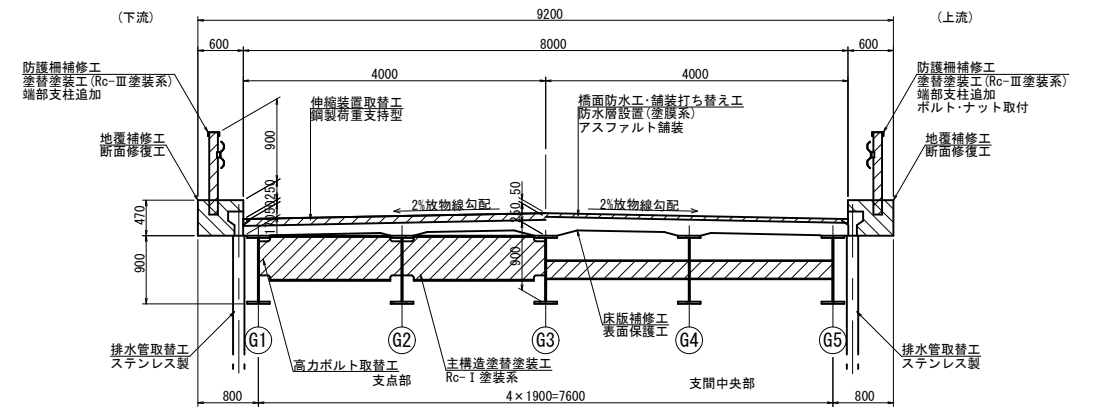 (下流)
9200
(上流)
600
8000
600
4000
4000
防護柵補修工
塗替塗装工(Rc-Ⅲ塗装系)
端部支柱追加
伸縮装置取替工
鋼製荷重支持型
橋面防水工・舗装打ち替え工
防水層設置(塗膜系)
アスファルト舗装
防護柵補修工
塗替塗装工(Rc-Ⅲ塗装系)
端部支柱追加
ボルト・ナット取付
地覆補修工
断面修復工
地覆補修工
断面修復工
900
250
50
170
50
250
470
900
900
2%放物線勾配
2%放物線勾配
床版補修工
表面保護工
G1
G2
G3
G4
G5
排水管取替工
ステンレス製
高力ボルト取替工
支点部
主構造塗替塗装工
Rc-Ⅰ塗装系
支間中央部
排水管取替工
ステンレス製
800
4×1900=7600
800